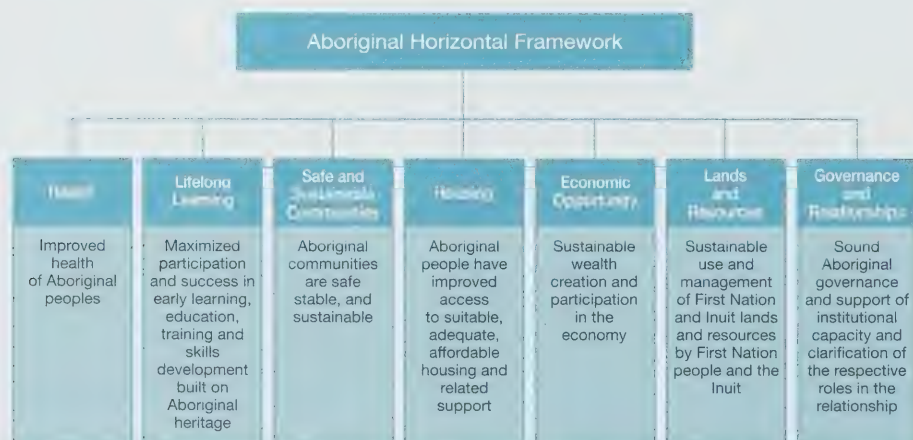 Aboriginal Horizontal Framework
Health
Improved
health
of Aboriginal
peoples
Lifelong
Learning
Maximized
participation
and success in
early learning,
education,
training and
skills
development
built on
Aboriginal
heritage
Safe and
Sustainable
Communities
Aboriginal
communities
are safe
stable, and
sustainable
Housing
Aboriginal
people have
improved
access
to suitable,
adequate,
affordable
housing and
related
support
Economic
Opportunity
Sustainable
wealth
creation and
participation
in the
economy
Lands
and
Resources
Sustainable
use and
management
of First Nation
and Inuit lands
and resources
by First Nation
people and the
Inuit
Governance
and
Relationships
Sound
Aboriginal
governance
and support of
institutional
capacity and
clarification of
the respective
roles in the
relationship